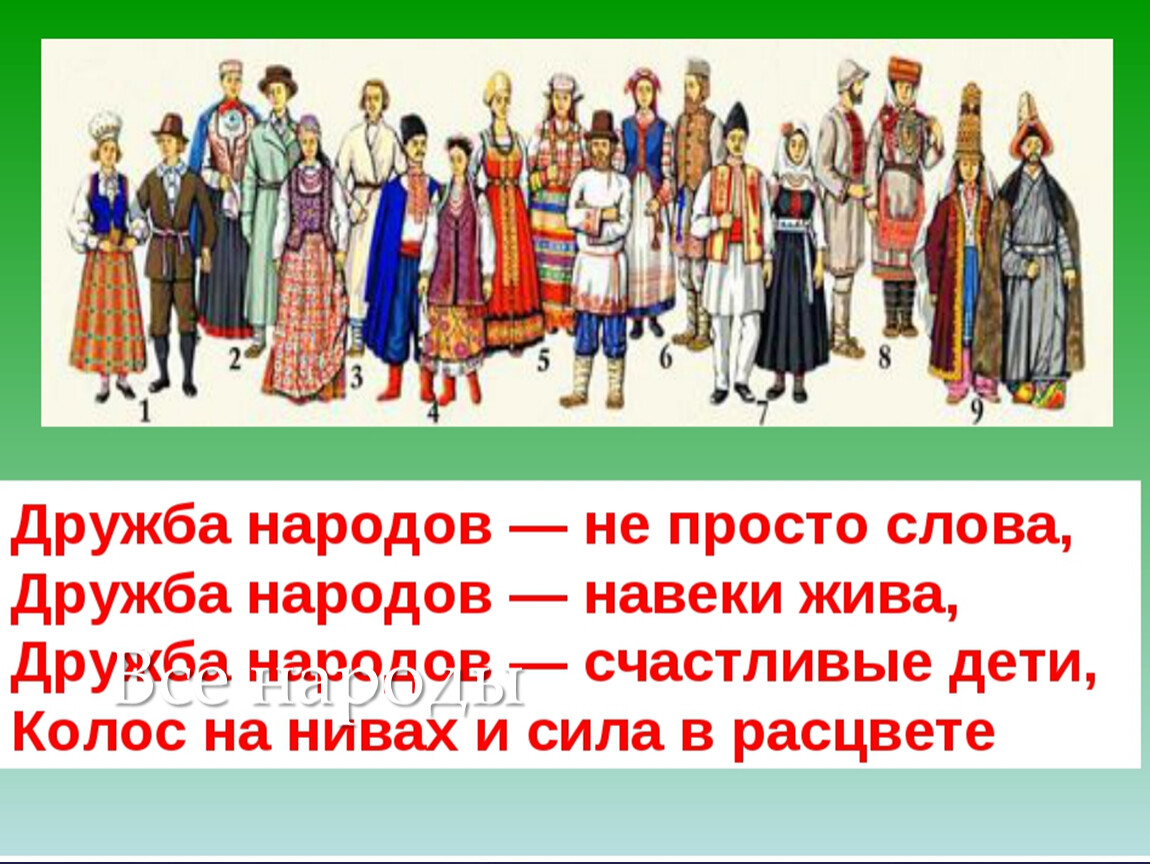 1
2
3
4
5
6
7
8
9
Дружба народов — не просто слова,
Дружба народов — навеки жива,
Дружба народов — счастливые дети,
Все народы
Колос на нивах и сила в расцвете